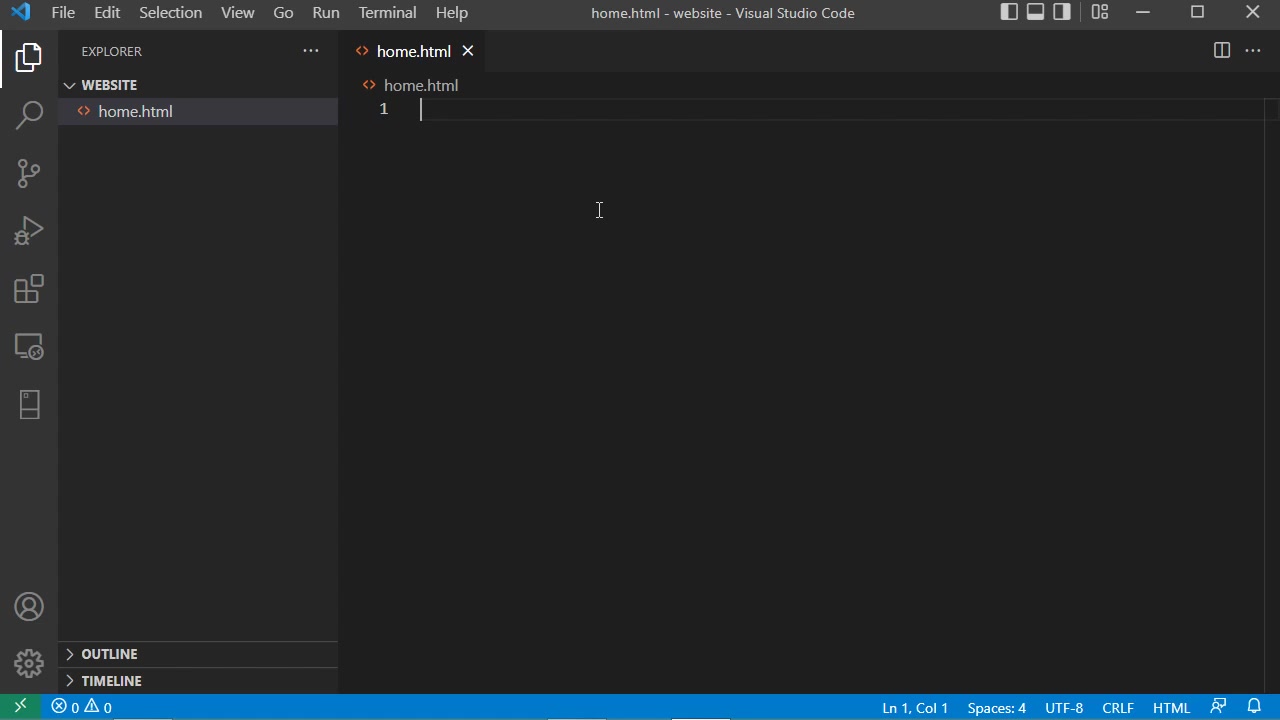 File Edit Selection View Go Run Terminal Help home.html - website - Visual Studio Code
EXPLORER
home.html
WEBSITE
home.html
home.html
1
OUTLINE
TIMELINE
0 0 Ln 1, Col 1 Spaces: 4 UTF-8 CRLF HTML